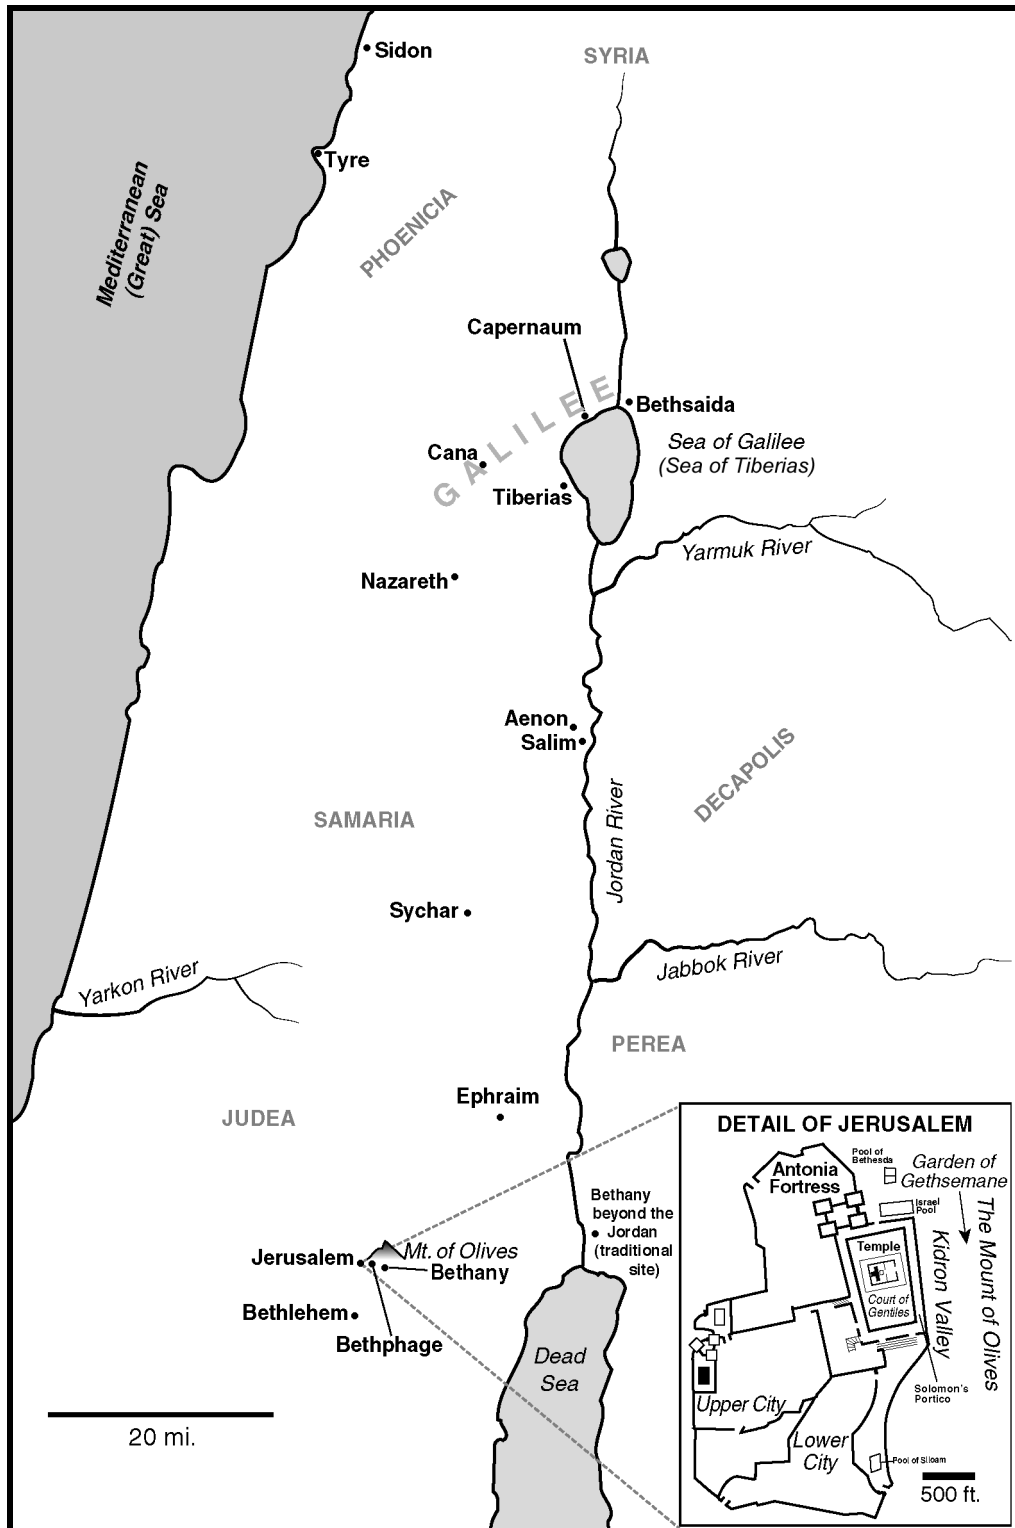 Sidon
SYRIA
Tyre
Mediterranean
(Great) Sea
PHOENICIA
Capernaum
GALILEE
Bethsaida
Sea of Galilee
(Sea of Tiberias)
Cana
Tiberias
Yarmuk River
Nazareth
Aenon
Salim
DECAPOLIS
Jordan River
SAMARIA
Sychar
Yarkon River
Jabbok River
PEREA
Ephraim
JUDEA
Bethany
beyond the
Jordan
(traditional
site)
Jerusalem
Mt. of Olives
Bethany
Bethlehem
Bethphage
Dead
Sea
20 mi.
DETAIL OF JERUSALEM
Pool of
Bethesda
Garden of
Gethsemane
Antonia
Fortress
Israel
Pool
The Mount of Olives
Kidron Valley
Temple
Court of
Gentiles
Solomon's
Portico
Upper City
Lower
City
Pool of Siloam
500 ft.